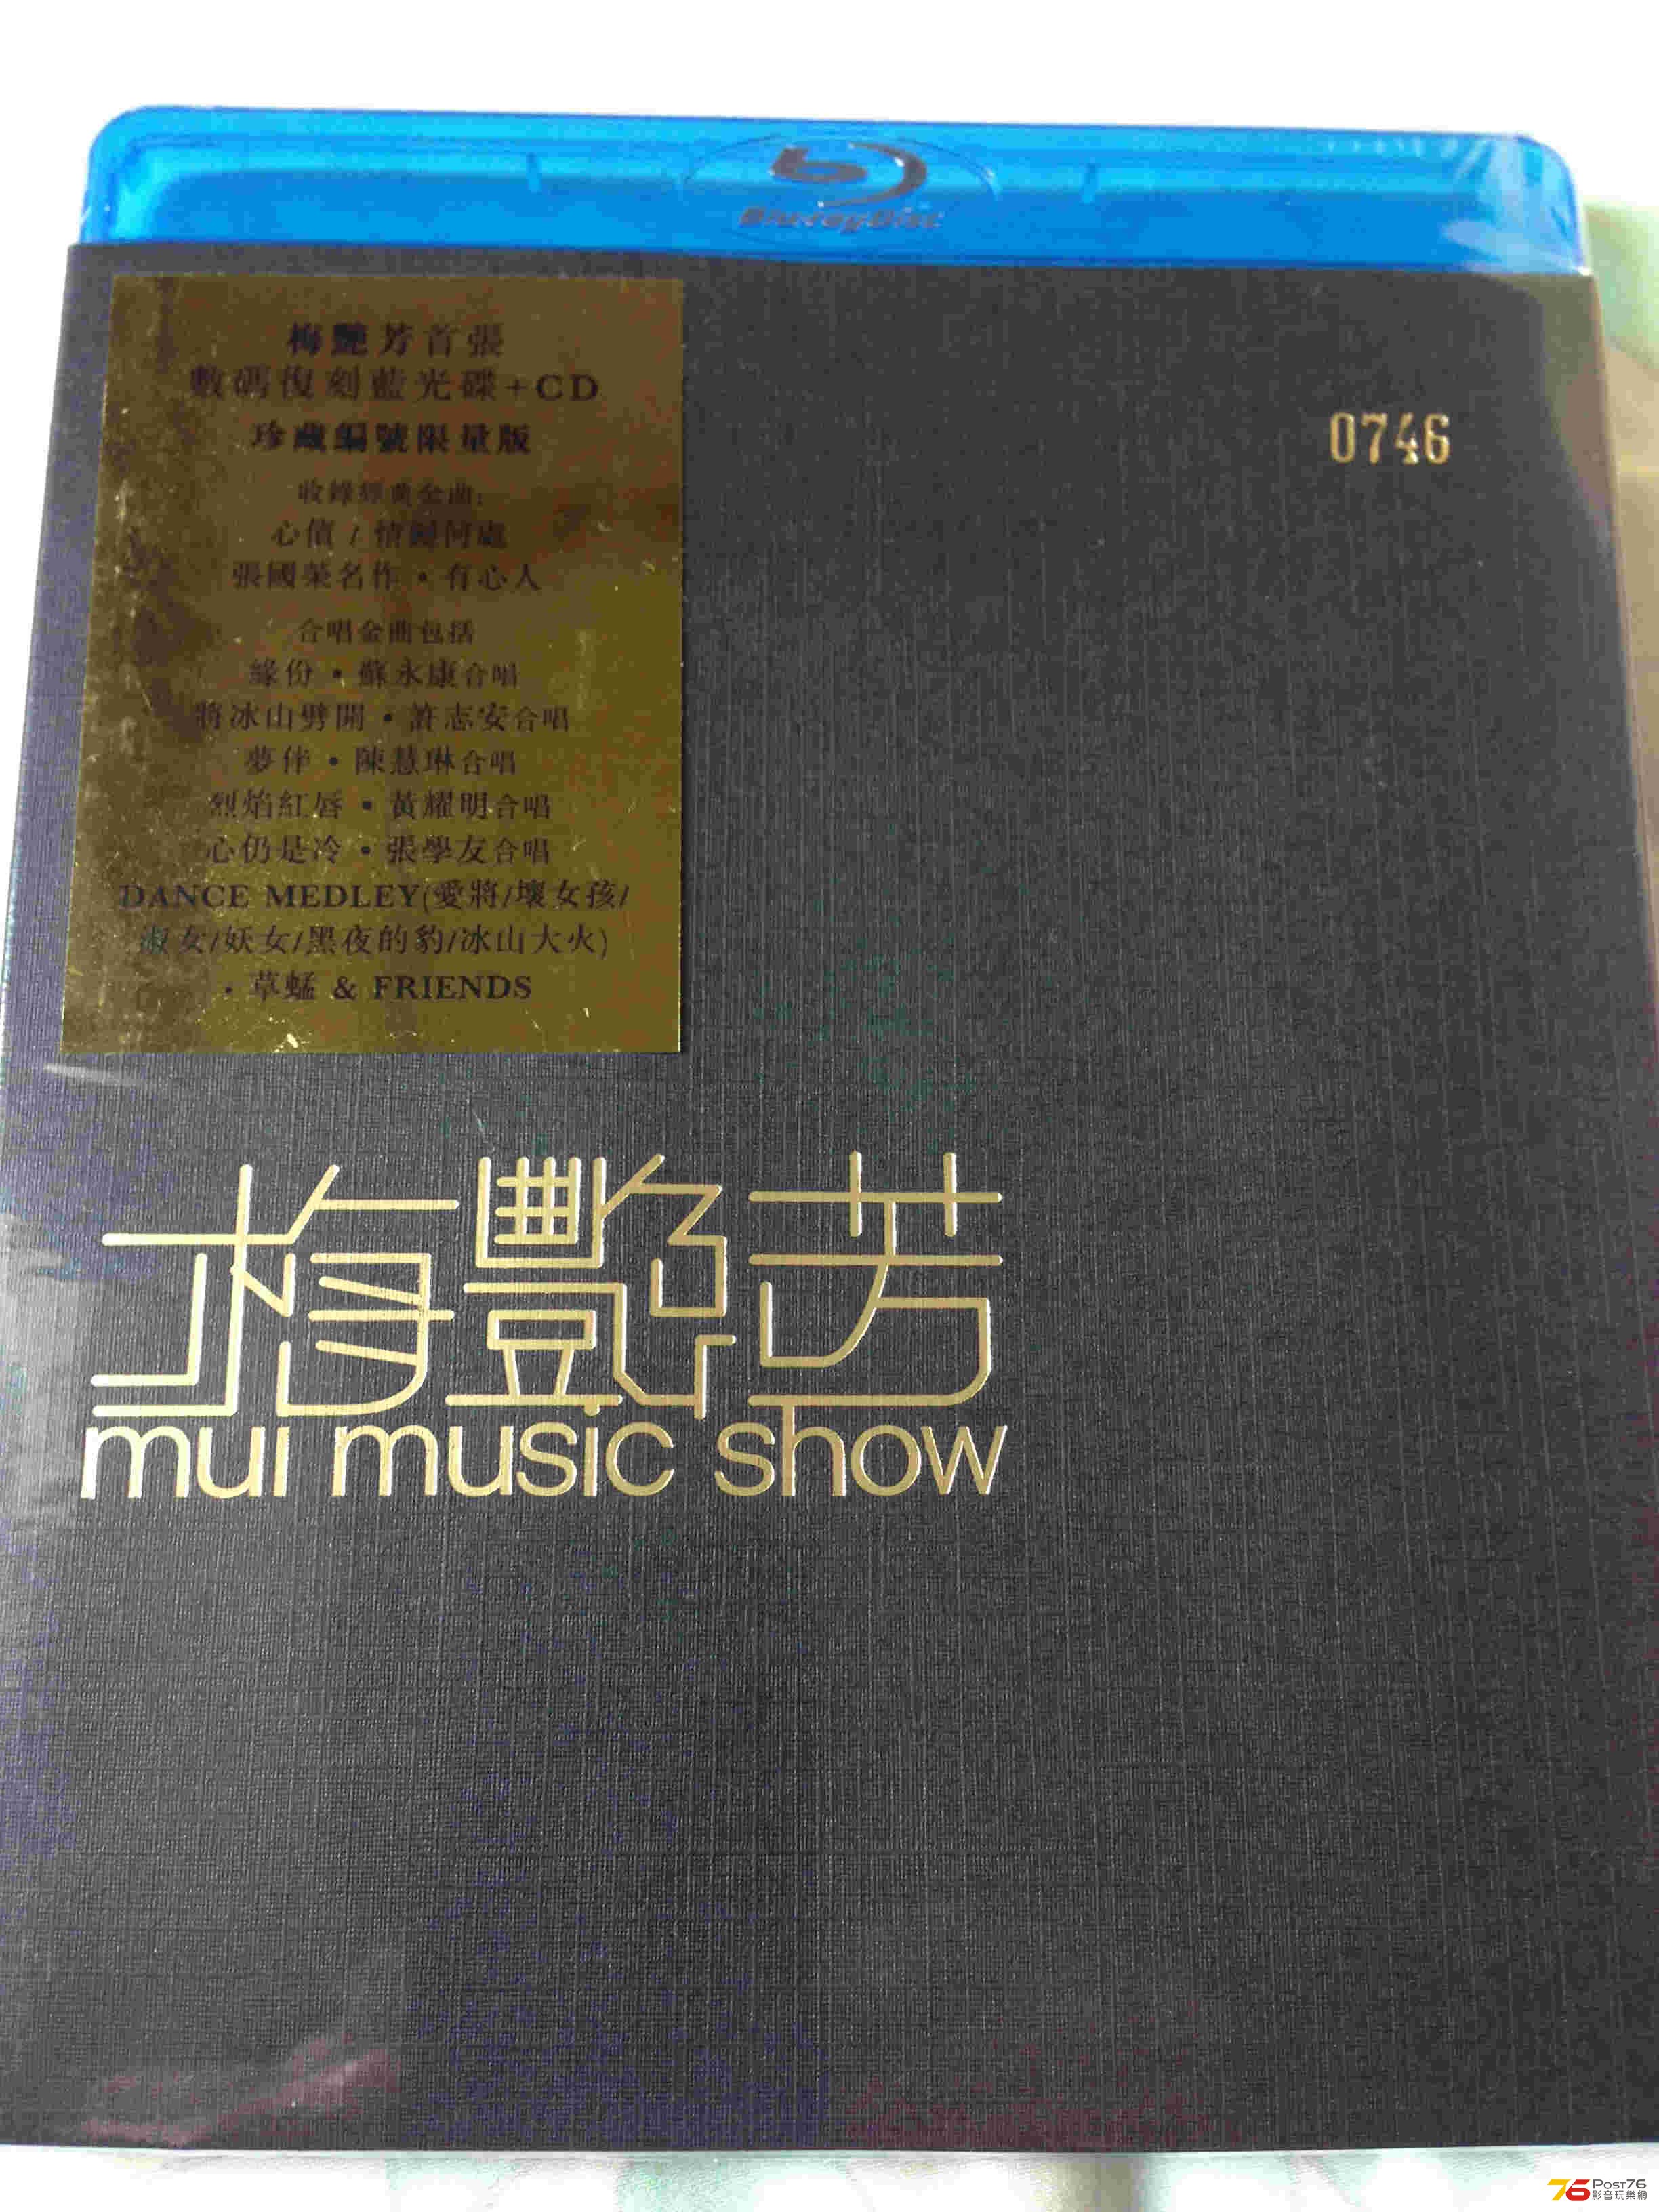 Blu-ray Disc
梅艷芳首張
數碼復刻藍光碟+CD
珍藏編號限量版
收錄經典金曲:
心債 / 情歸何處
張國榮名作 • 有心人
合唱金曲包括
緣份 • 蘇永康合唱
將冰山劈開 • 許志安合唱
夢伴 • 陳慧琳合唱
烈焰紅唇 • 黃耀明合唱
心仍是冷 • 張學友合唱
DANCE MEDLEY(愛將/壞女孩/
淑女/妖女/黑夜的豹/冰山大火)
• 草蜢 & FRIENDS
0746
梅艷芳
mui music show
76 POST76
影音玩樂網